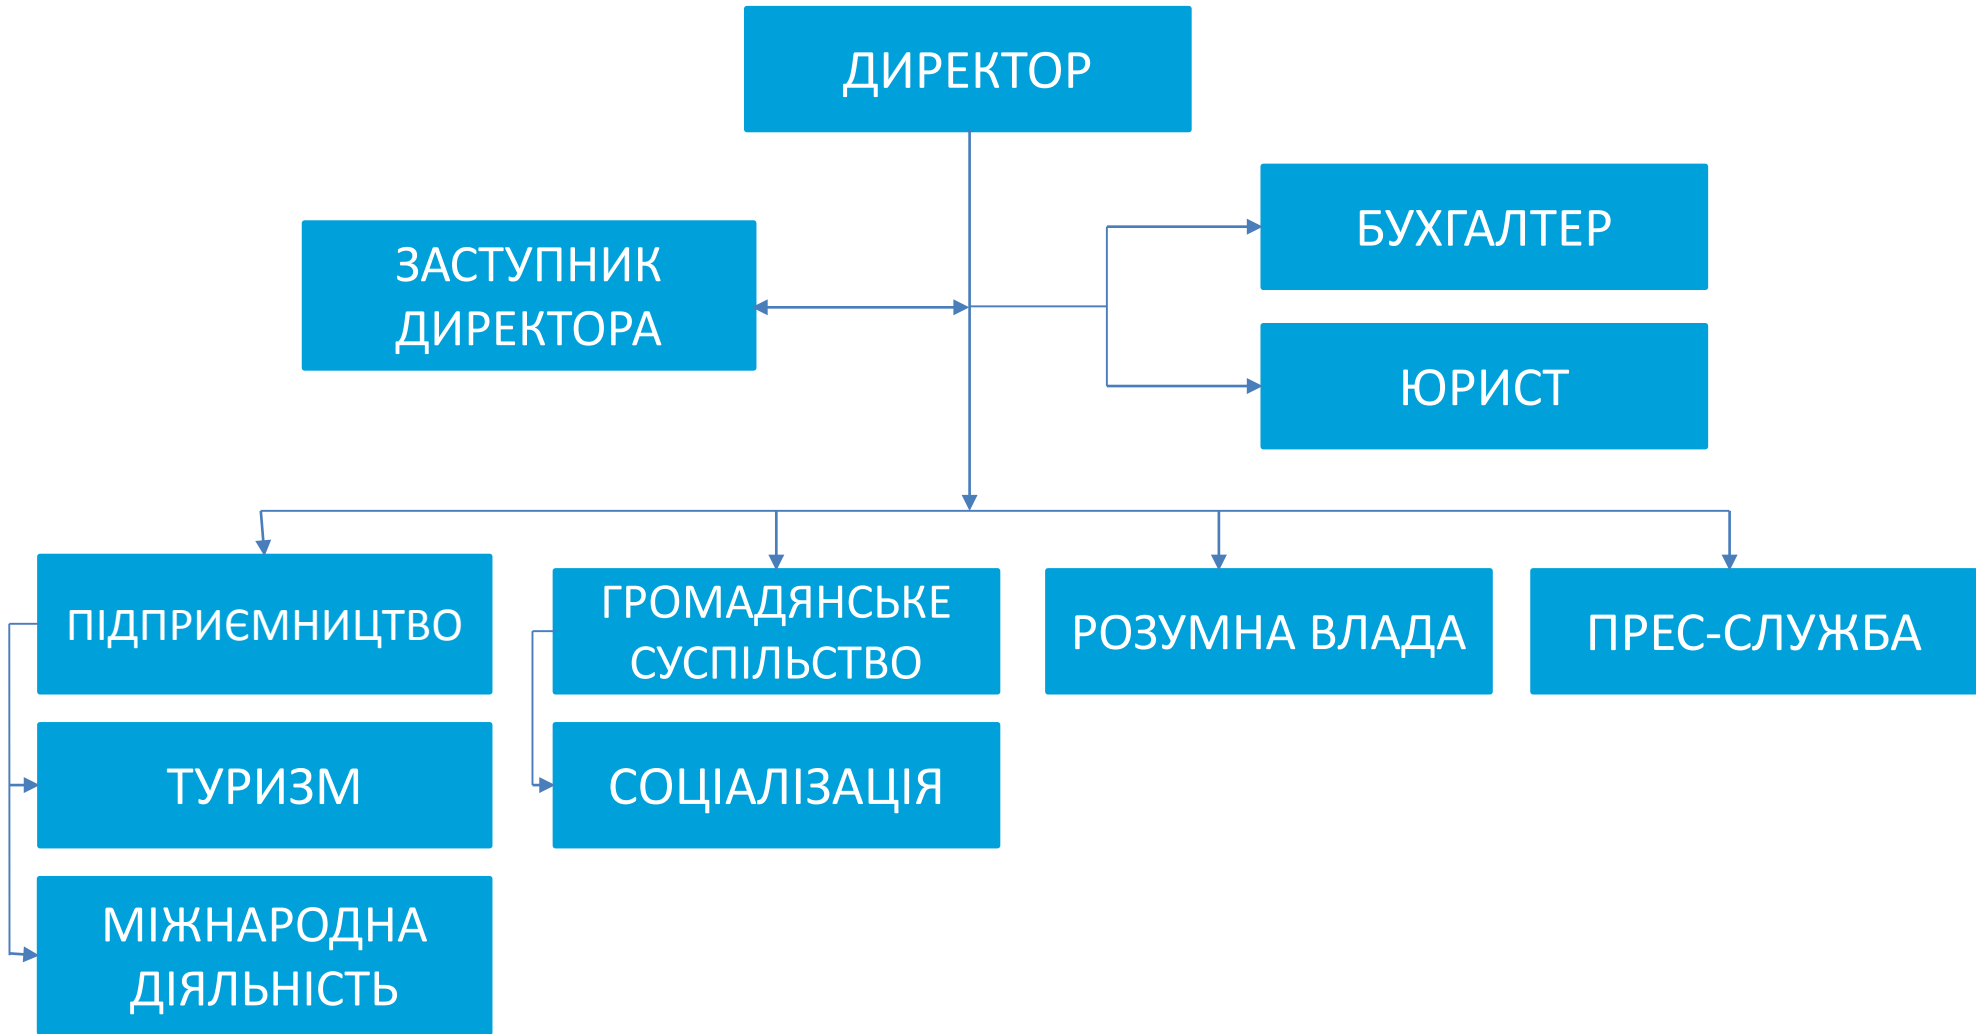 ДИРЕКТОР
БУХГАЛТЕР
ЗАСТУПНИК
ДИРЕКТОРА
ЮРИСТ
ПІДПРИЄМНИЦТВО
ГРОМАДЯНСЬКЕ
СУСПІЛЬСТВО
РОЗУМНА ВЛАДА
ПРЕС-СЛУЖБА
ТУРИЗМ
СОЦІАЛІЗАЦІЯ
МІЖНАРОДНА
ДІЯЛЬНІСТЬ